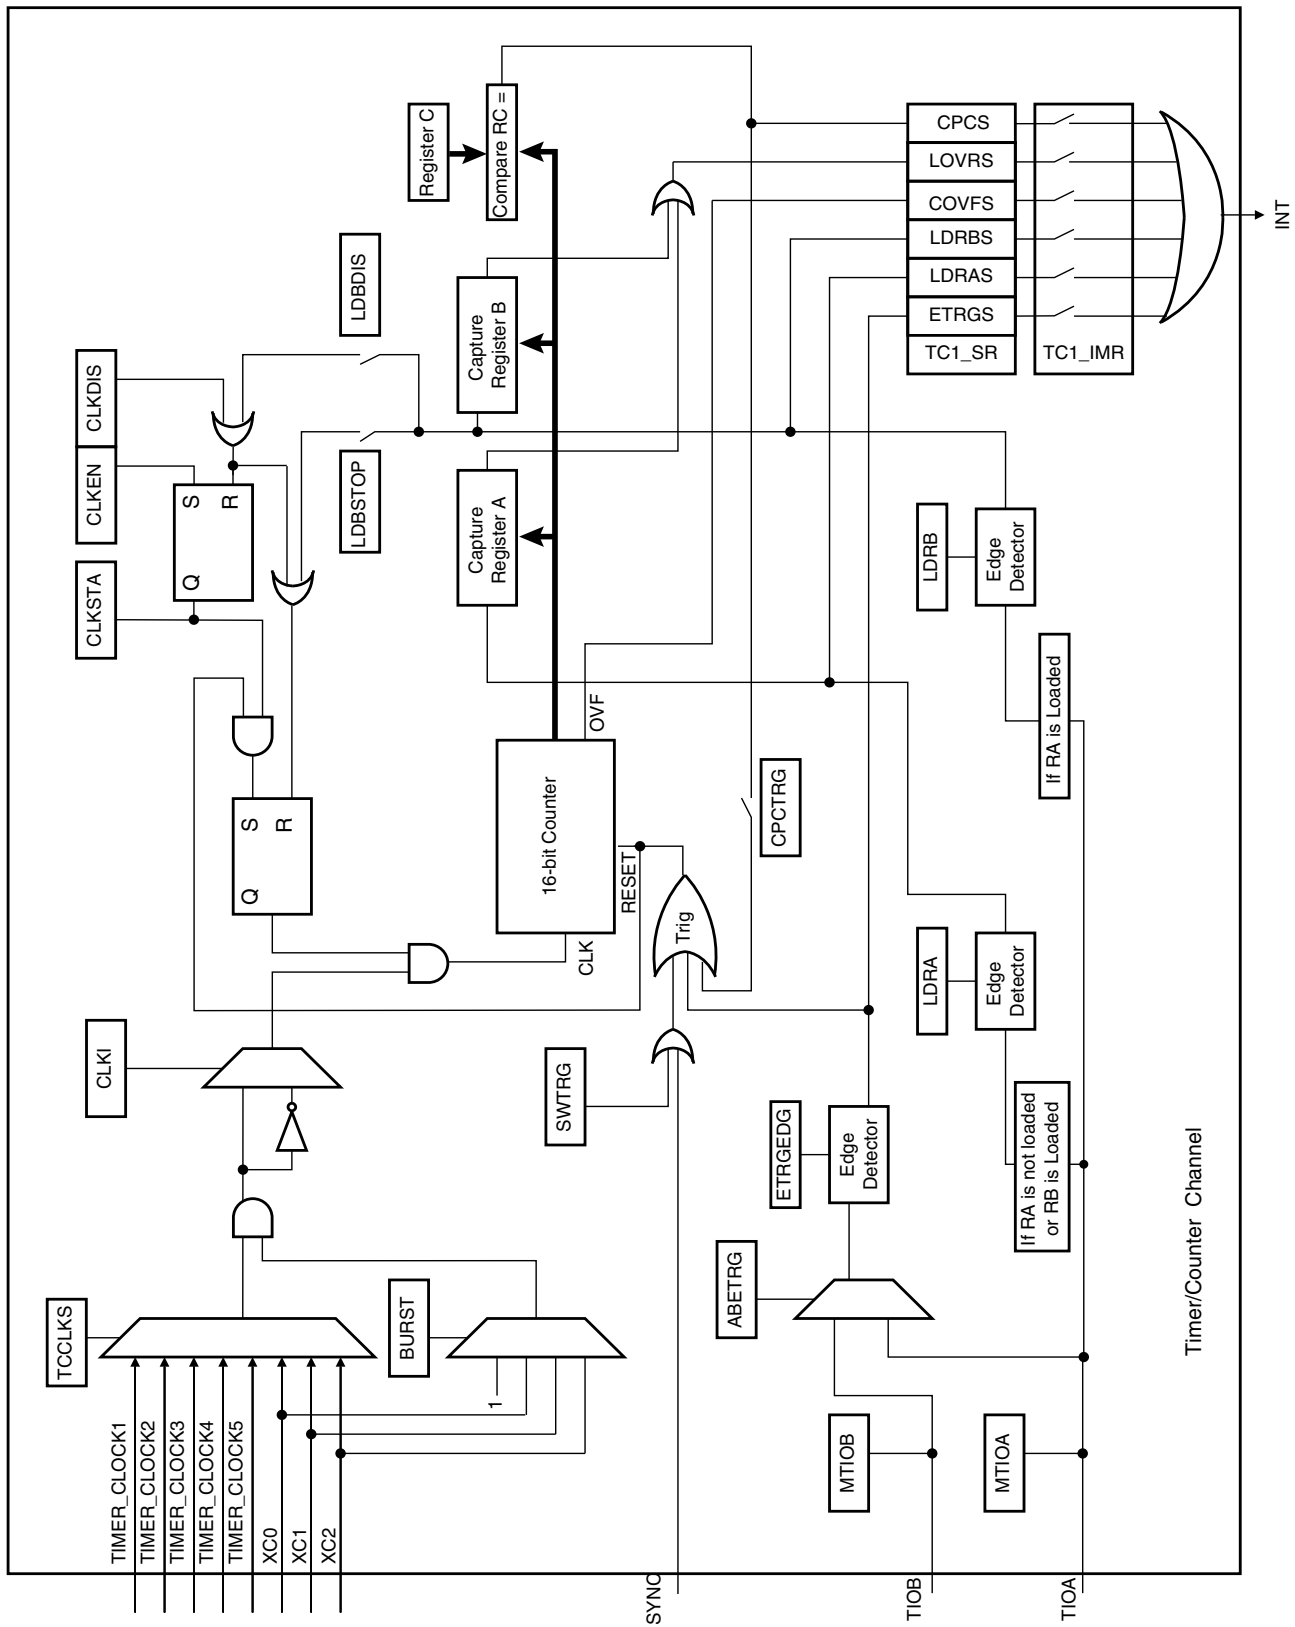 TCCLKS
TIMER_CLOCK1
TIMER_CLOCK2
TIMER_CLOCK3
TIMER_CLOCK4
TIMER_CLOCK5
XC0
XC1
XC2
BURST
1
CLKI
CLKSTA
CLKEN
CLKDIS
Q
S
R
Q
S
R
LDBSTOP
LDBDIS
Register C
Compare RC =
Capture
Register A
Capture
Register B
16-bit Counter
CLK
OVF
RESET
Trig
SWTRG
CPCTRG
SYNC
ABETRG
ETRGEDG
Edge
Detector
MTIOB
TIOB
MTIOA
TIOA
LDRA
Edge
Detector
If RA is not loaded
or RB is Loaded
LDRB
Edge
Detector
If RA is Loaded
CPCS
LOVRS
COVFS
LDRBS
LDRAS
ETRGS
TC1_SR
TC1_IMR
INT
Timer/Counter Channel